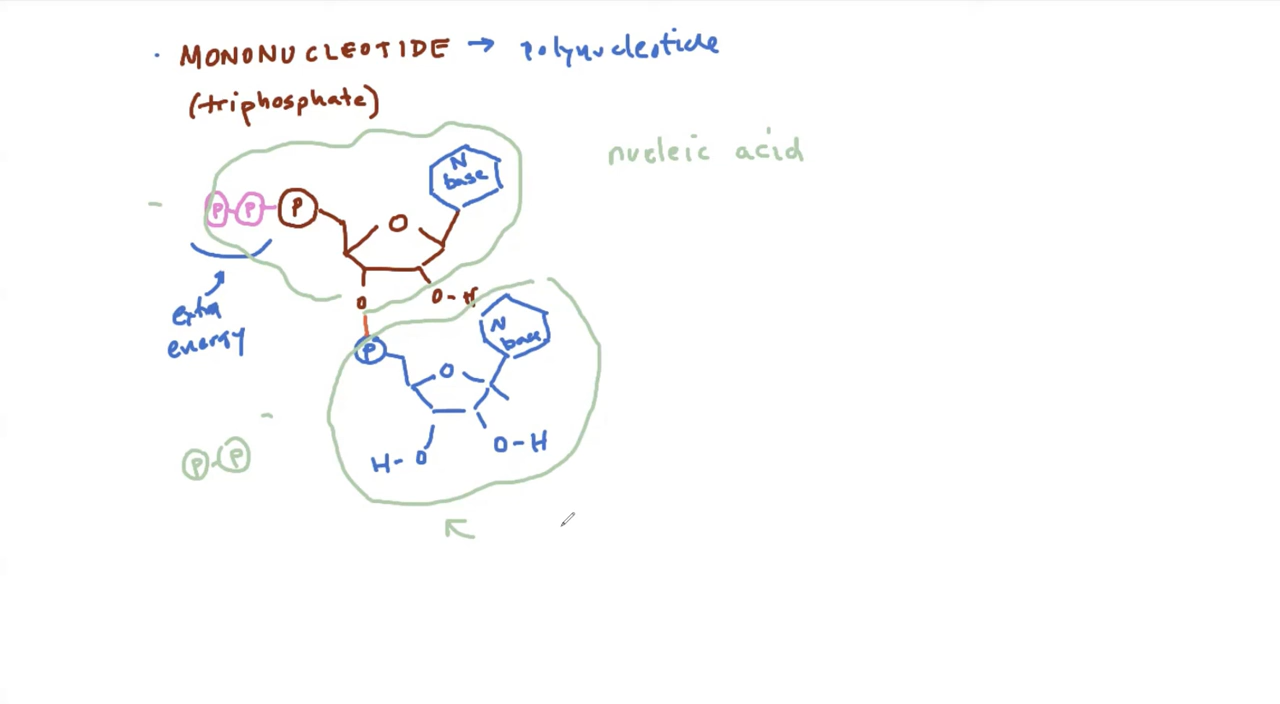 · MONONUCLEOTIDE → polynucleotide
(triphosphate)
nucleic acid
N
base
P-P-P
O
O
O-H
extra
energy
N
base
P
O
P-P
O-H
H-O